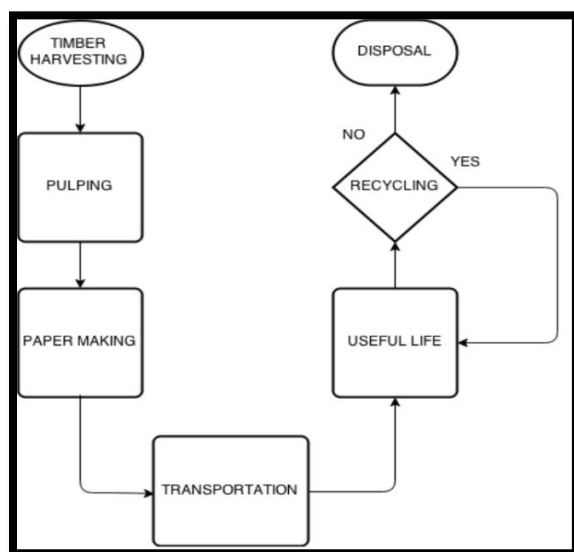 TIMBER
HARVESTING
PULPING
PAPER MAKING
TRANSPORTATION
USEFUL LIFE
RECYCLING
YES
NO
DISPOSAL